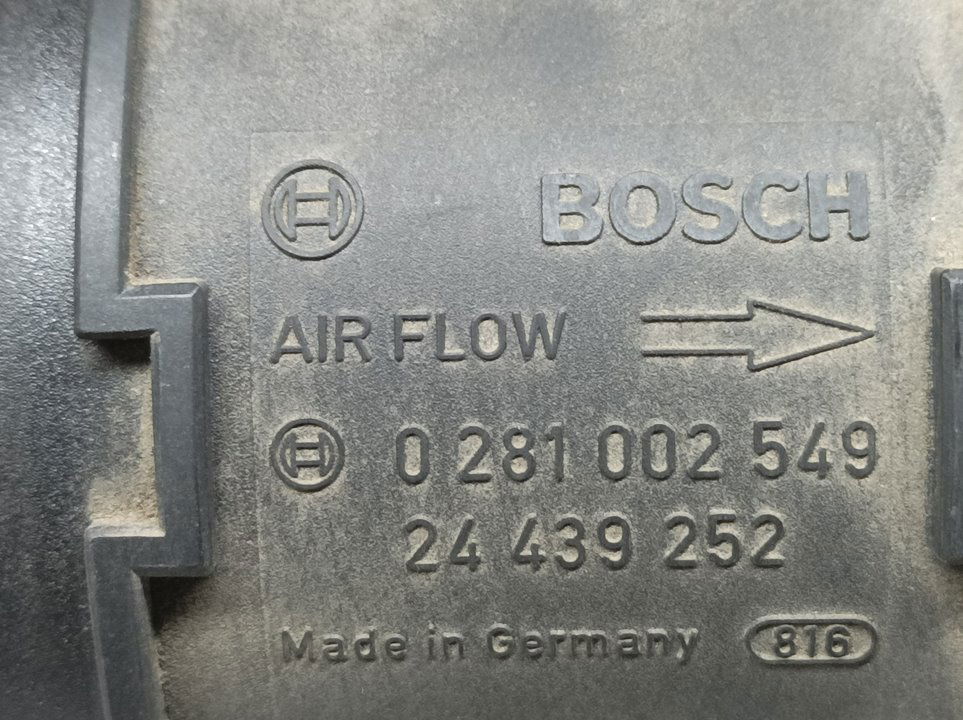 BOSCH
AIR FLOW
0 281 002 549
24 439 252
Made in Germany 816